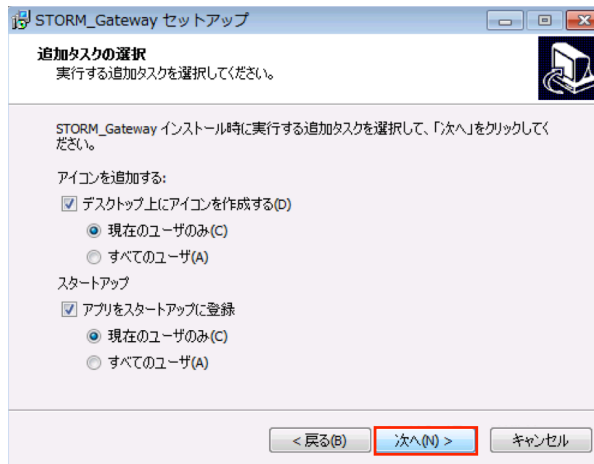 STORM_Gateway セットアップ
追加タスクの選択
実行する追加タスクを選択してください。
STORM_Gateway インストール時に実行する追加タスクを選択して、「次へ」をクリックしてく
ださい。
アイコンを追加する:
デスクトップ上にアイコンを作成する(D)
現在のユーザのみ(C)
すべてのユーザ(A)
スタートアップ
アプリをスタートアップに登録
現在のユーザのみ(C)
すべてのユーザ(A)
< 戻る(B) 次へ(N) > キャンセル